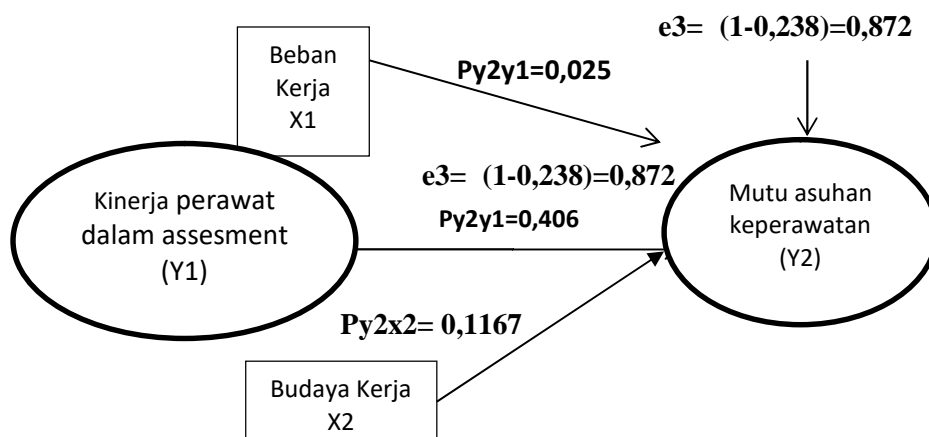 e3= (1-0,238)=0,872
Beban
Kerja
X1
Py2y1=0,025
e3= (1-0,238)=0,872
Py2y1=0,406
Kinerja perawat
dalam assesment
(Y1)
Mutu asuhan
keperawatan
(Y2)
Py2x2= 0,1167
Budaya Kerja
X2